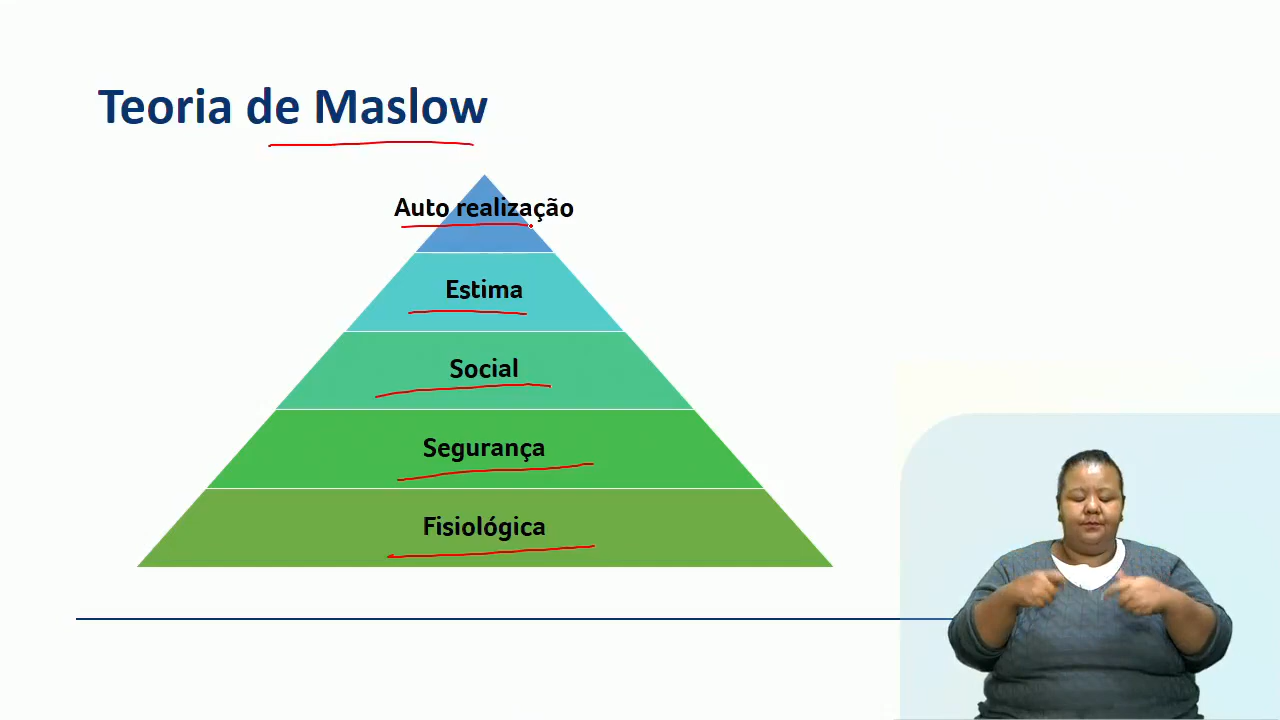 Teoria de Maslow
Auto realização
Estima
Social
Segurança
Fisiológica